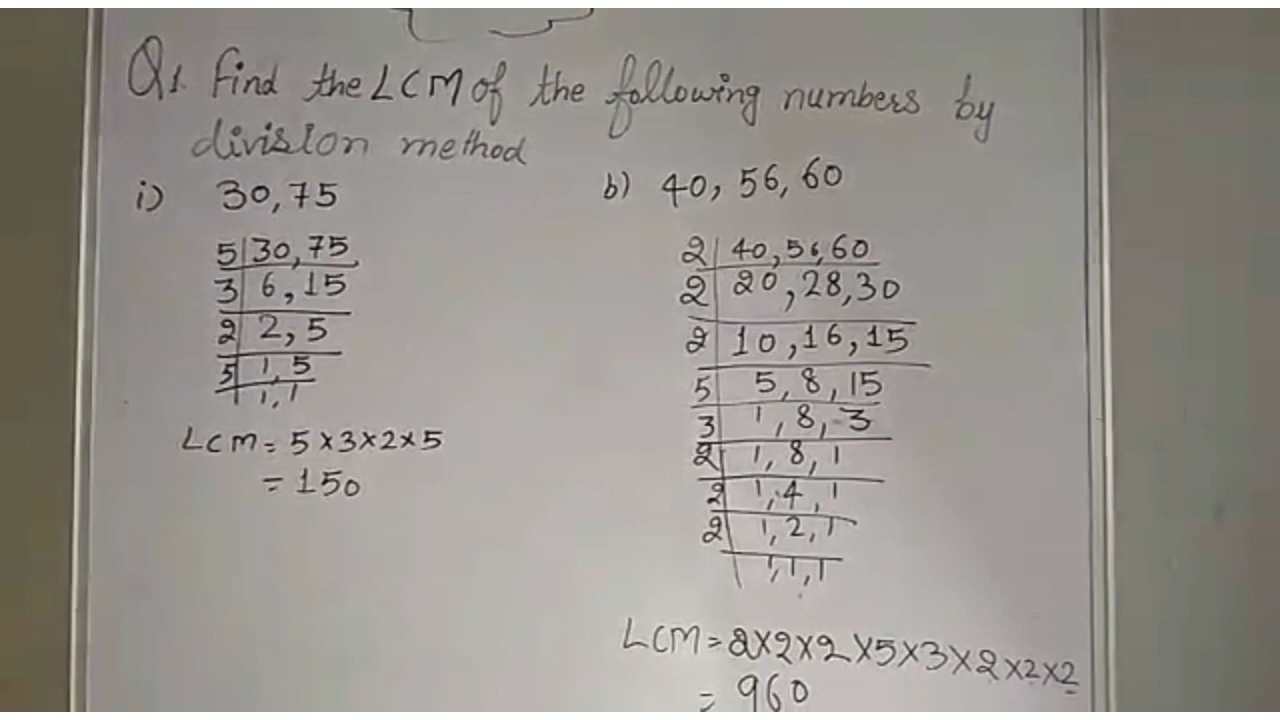 Q1. Find the LCM of the following numbers by
division method
i) 30, 75
5 30, 75
3 6, 15
2 2, 5
5 1, 5
1, 1
LCM = 5×3×2×5
= 150
b) 40, 56, 60
2 40, 56, 60
2 20, 28, 30
2 10, 16, 15
5 5, 8, 15
3 1, 8, 3
2 1, 8, 1
2 1, 4, 1
2 1, 2, 1
1, 1, 1
LCM = 2×2×2×5×3×2×2×2
= 960